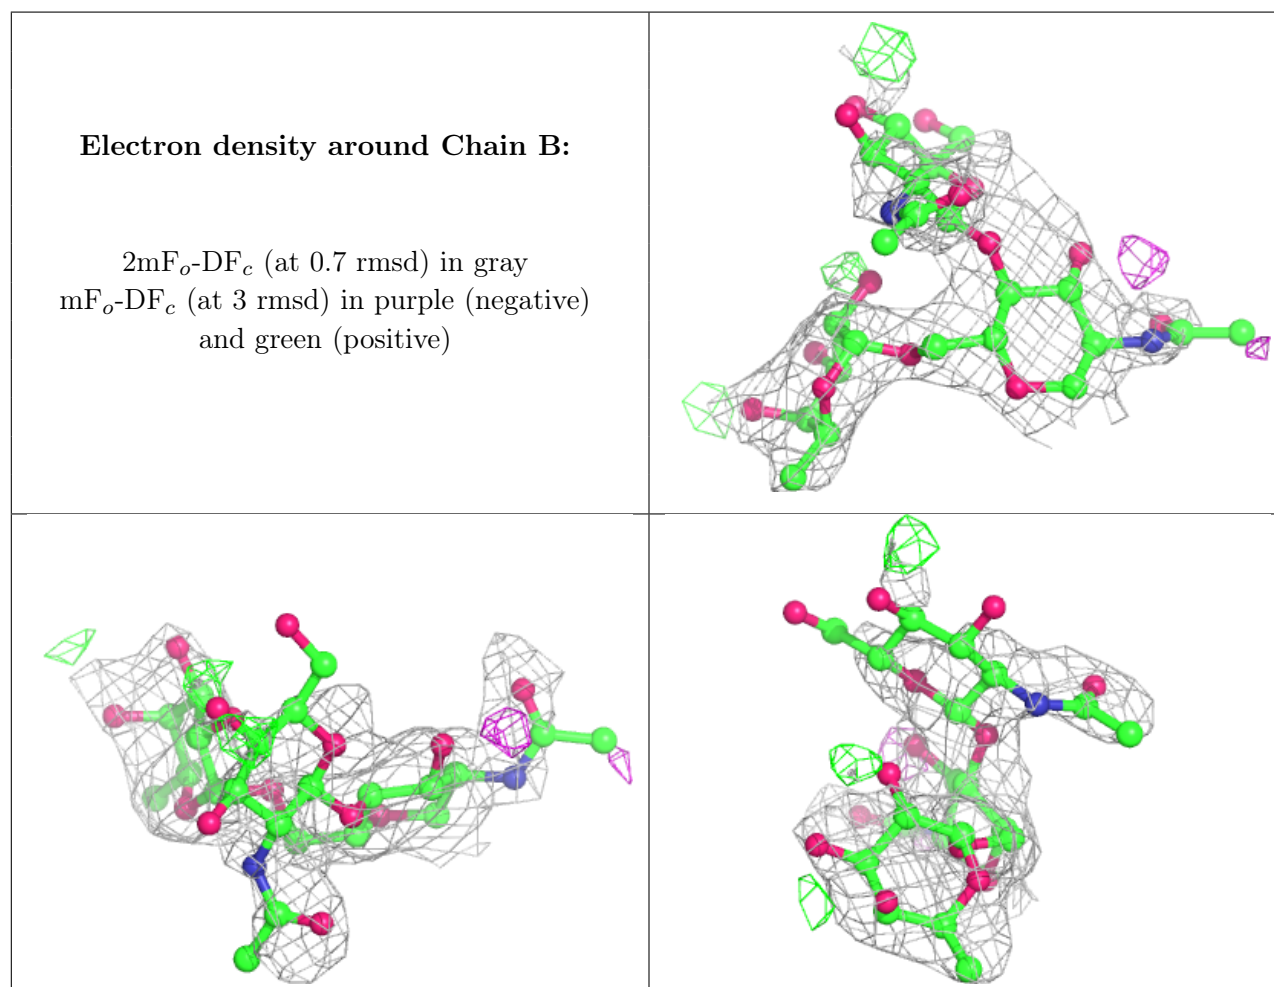 Electron density around Chain B:
2mFₒ-DF𝒸 (at 0.7 rmsd) in gray
mFₒ-DF𝒸 (at 3 rmsd) in purple (negative)
and green (positive)